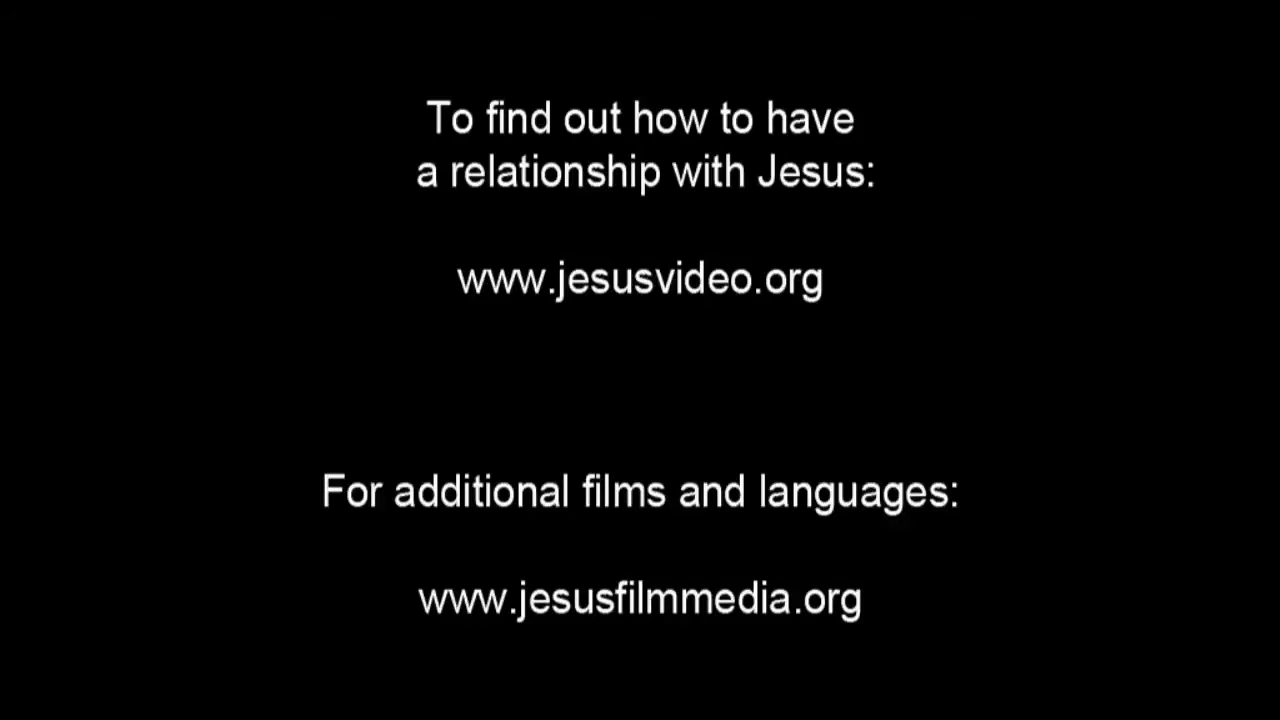 To find out how to have
a relationship with Jesus:
www.jesusvideo.org
For additional films and languages:
www.jesusfilmmedia.org